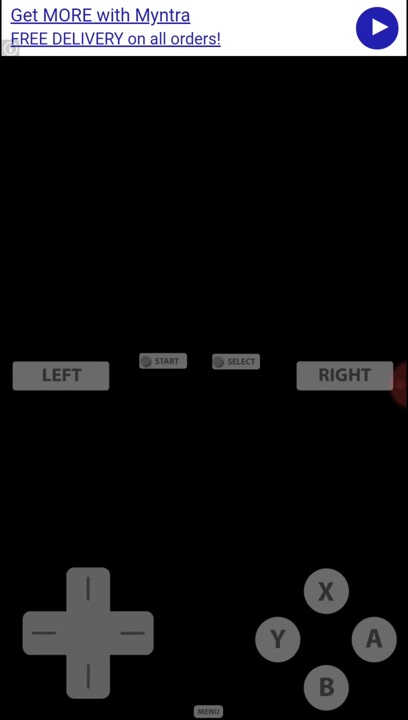 Get MORE with Myntra
FREE DELIVERY on all orders!
START
SELECT
LEFT
RIGHT
X
Y
A
B
MENU